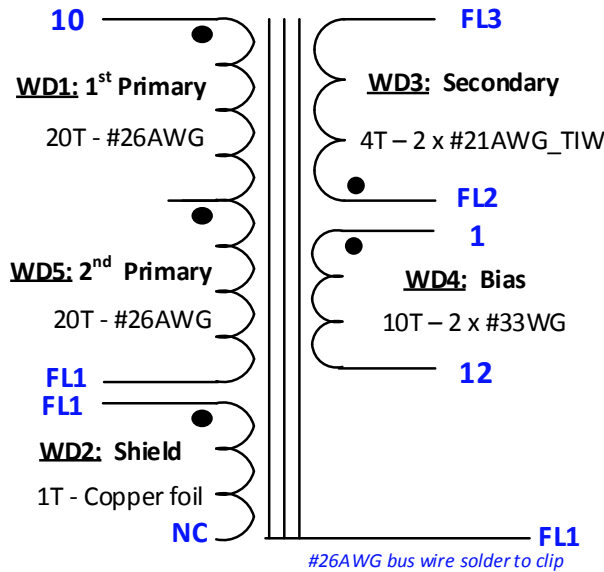 10
WD1: 1st Primary
20T - #26AWG
WD5: 2nd Primary
20T - #26AWG
FL1
FL1
WD2: Shield
1T - Copper foil
NC
FL3
WD3: Secondary
4T – 2 x #21AWG_TIW
FL2
1
WD4: Bias
10T – 2 x #33WG
12
FL1
#26AWG bus wire solder to clip